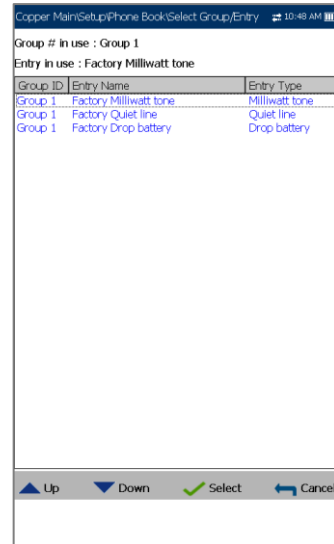 Copper Main\Setup\Phone Book\Select Group/Entry 10:48 AM
Group # in use : Group 1
Entry in use : Factory Milliwatt tone
Group ID Entry Name Entry Type
Group 1 Factory Milliwatt tone Milliwatt tone
Group 1 Factory Quiet line Quiet line
Group 1 Factory Drop battery Drop battery
Up Down Select Cancel